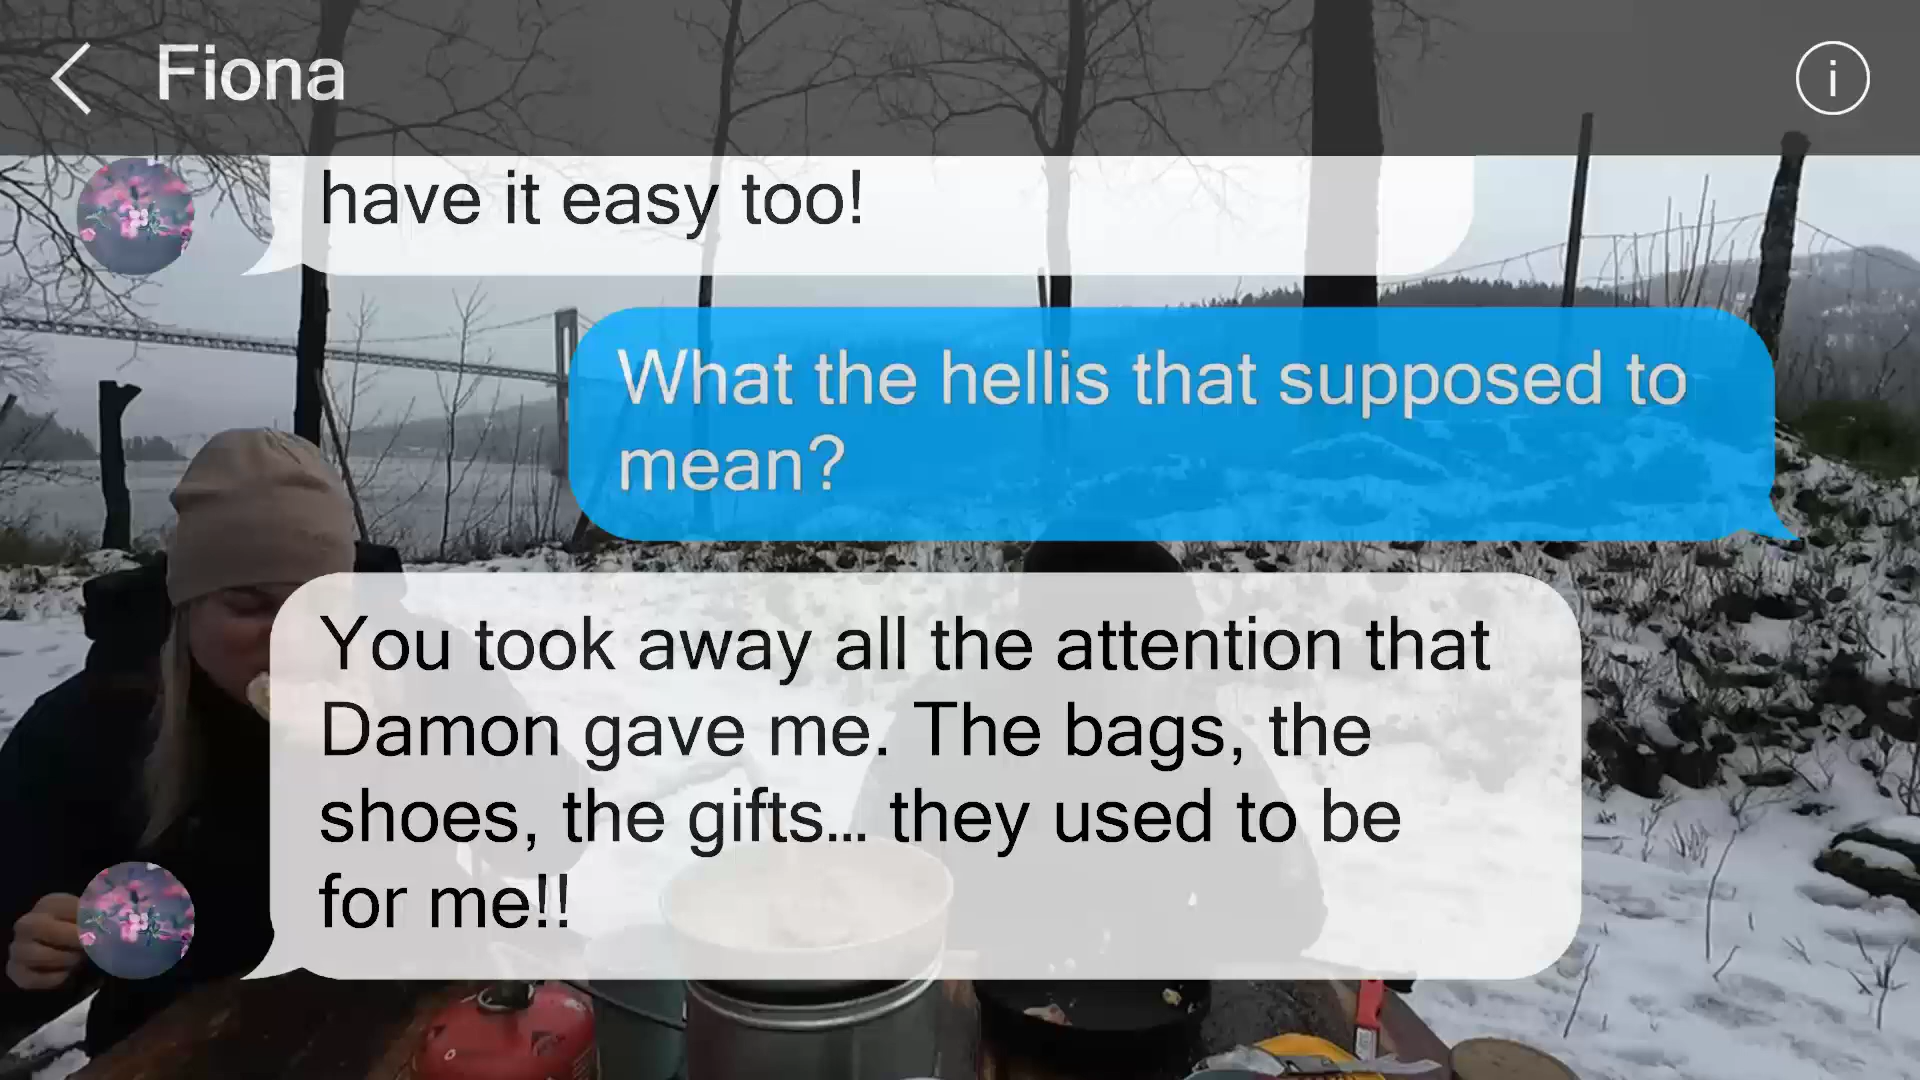 Fiona
i
have it easy too!
What the hellis that supposed to
mean?
You took away all the attention that
Damon gave me. The bags, the
shoes, the gifts... they used to be
for me!!